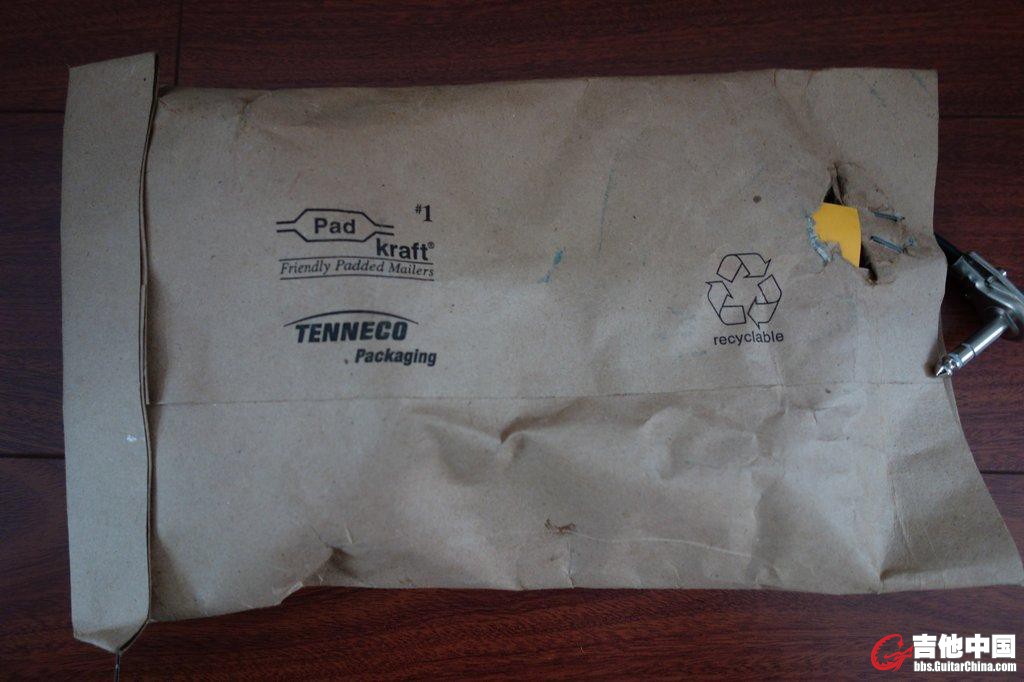 #1
Pad
kraft®
Friendly Padded Mailers
TENNECO
Packaging
recyclable
吉他中国
bbs.GuitarChina.com